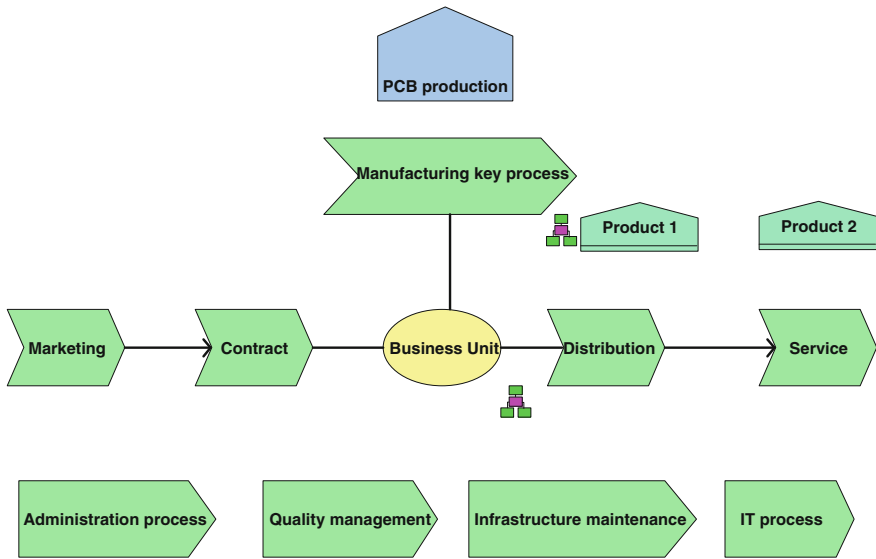 PCB production
Manufacturing key process
Product 1
Product 2
Marketing
Contract
Business Unit
Distribution
Service
Administration process
Quality management
Infrastructure maintenance
IT process